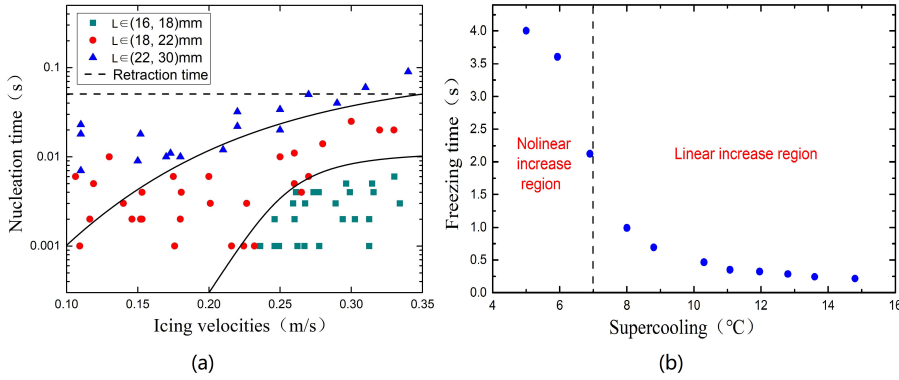 L∈(16, 18)mm
L∈(18, 22)mm
L∈(22, 30)mm
Retraction time
0.1
0.01
0.001
Nucleation time（s）
0.10 0.15 0.20 0.25 0.30 0.35
Icing velocities（m/s）
(a)
4.0
3.5
3.0
2.5
2.0
1.5
1.0
0.5
0.0
Freezing time（s）
Nolinear
increase
region
Linear increase region
4 6 8 10 12 14 16
Supercooling（℃）
(b)